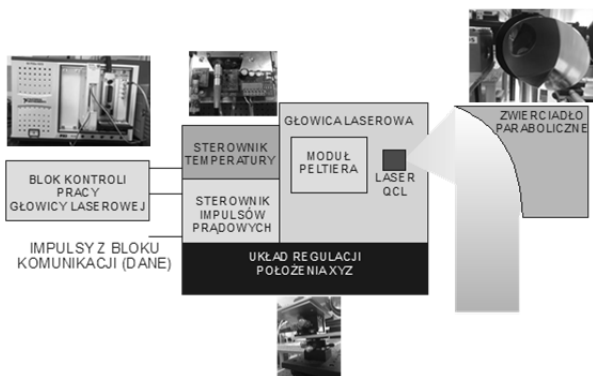 GŁOWICA LASEROWA
ZWIERCIADŁO
PARABOLICZNE
STEROWNIK
TEMPERATURY
MODUŁ
PELTIERA
LASER
QCL
BLOK KONTROLI
PRACY
GŁOWICY LASEROWEJ
STEROWNIK
IMPULSÓW
PRĄDOWYCH
IMPULSY Z BLOKU
KOMUNIKACJI (DANE)
UKŁAD REGULACJI
POŁOŻENIA XYZ